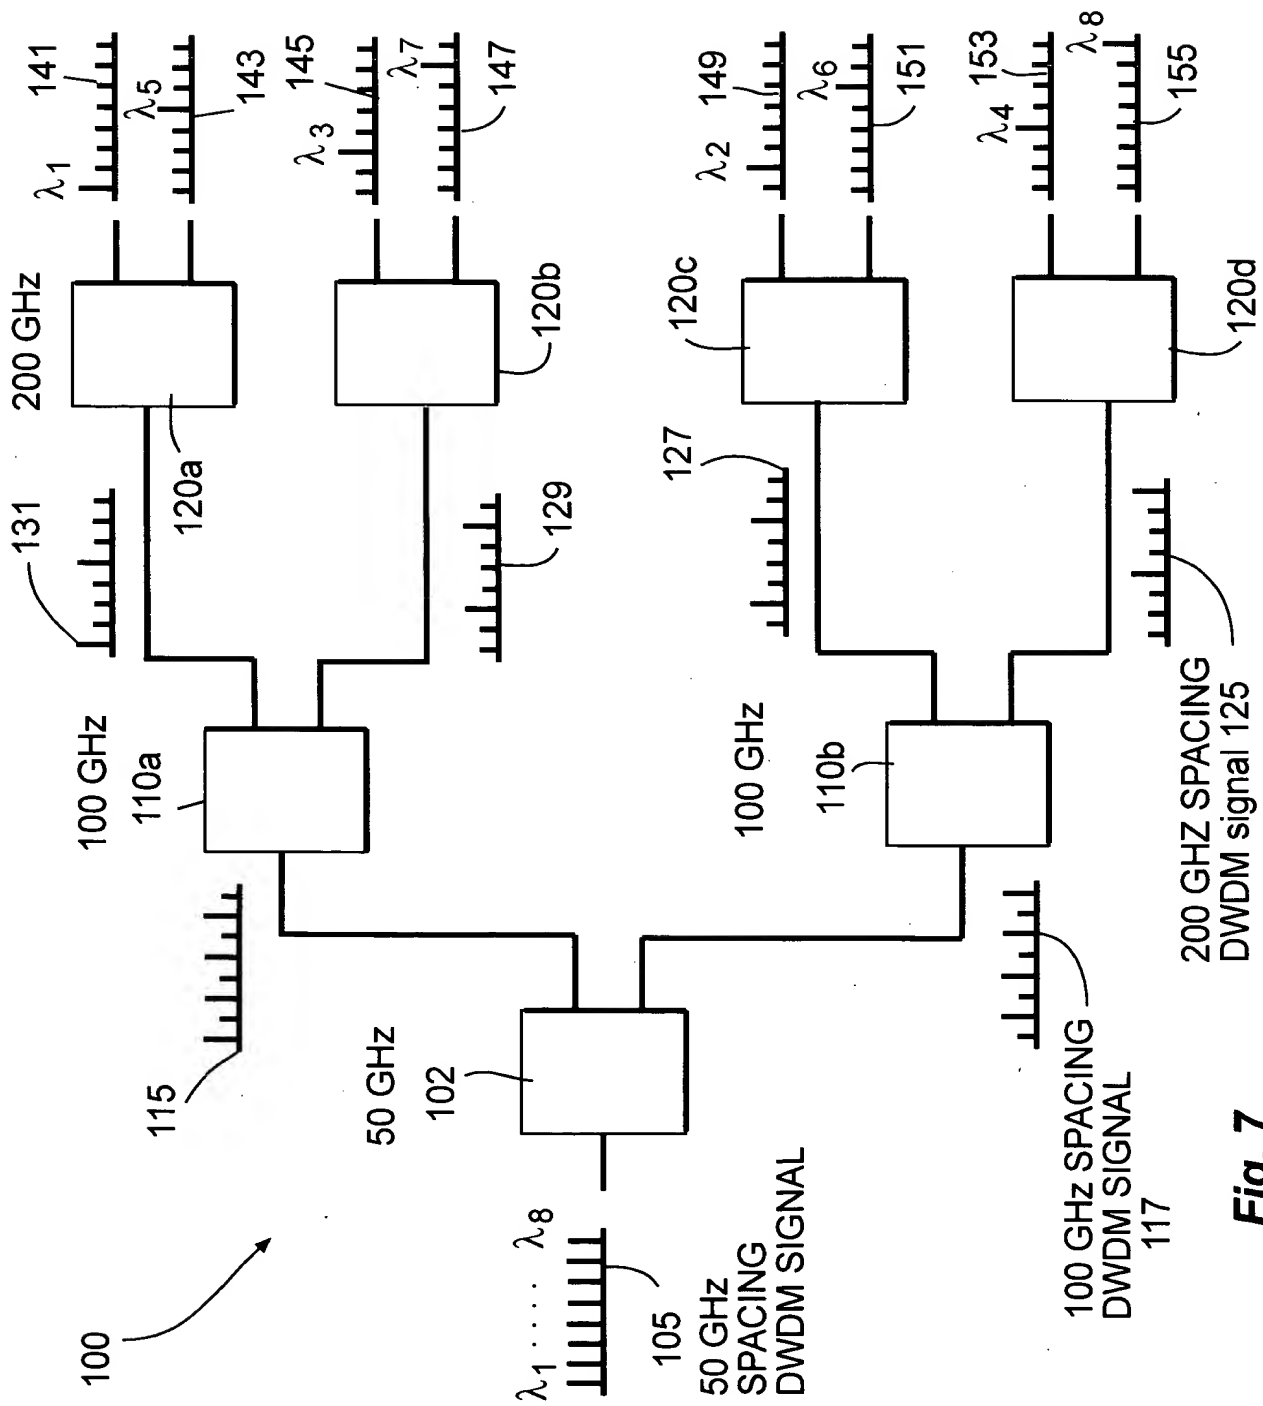 100
λ1 . . . . λ8
105
50 GHz
SPACING
DWDM SIGNAL
50 GHz
102
115
100 GHz SPACING
DWDM SIGNAL
117
100 GHz
110a
100 GHz
110b
131
129
127
200 GHZ SPACING
DWDM signal 125
200 GHz
120a
120b
120c
120d
λ1
141
λ5
143
λ3
145
λ7
147
λ2
149
λ6
151
λ4
153
λ8
155
Fig. 7